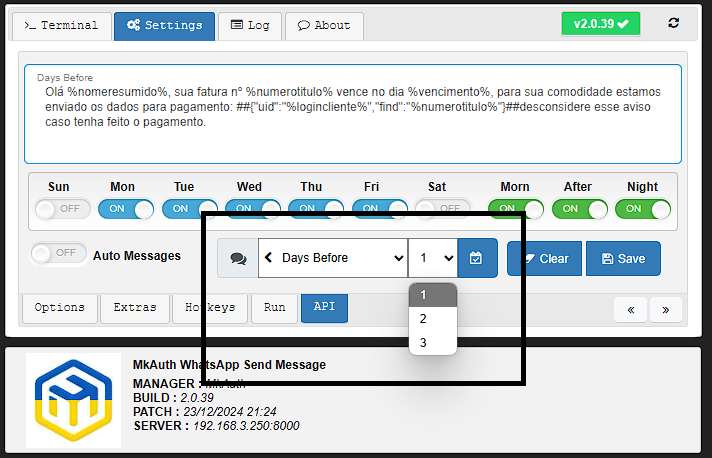 >_ Terminal Settings Log About v2.0.39
Days Before
Olá %nomeresumido%, sua fatura nº %numerotitulo% vence no dia %vencimento%, para sua comodidade estamos
enviado os dados para pagamento: ##{"uid":"%logincliente%","find":"%numerotitulo%"}##desconsidere esse aviso
caso tenha feito o pagamento.
Sun Mon Tue Wed Thu Fri Sat Morn After Night
OFF ON ON ON ON ON OFF ON ON ON
OFF Auto Messages Days Before 1 Clear Save
1
2
3
Options Extras Hotkeys Run API « »
MkAuth WhatsApp Send Message
MANAGER : MkAuth
BUILD : 2.0.39
PATCH : 23/12/2024 21:24
SERVER : 192.168.3.250:8000